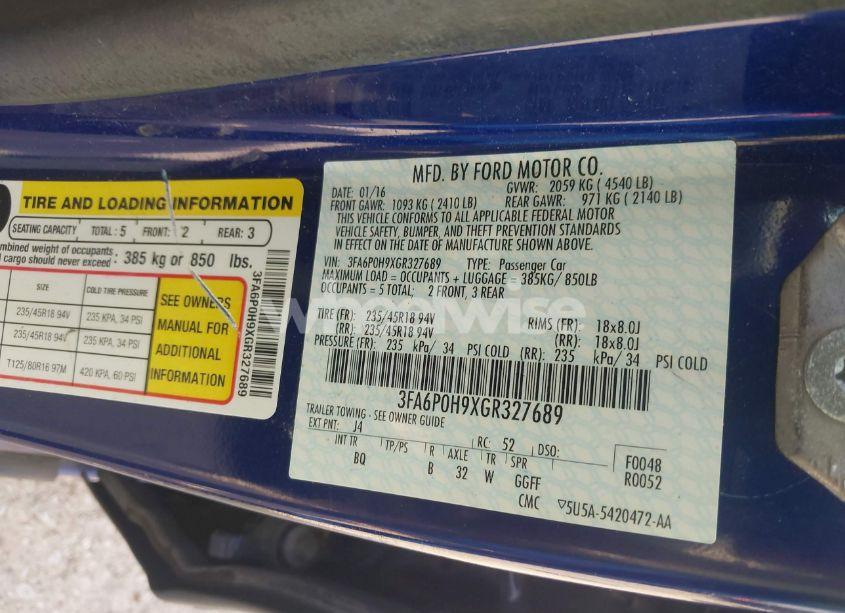 TIRE AND LOADING INFORMATION
SEATING CAPACITY TOTAL: 5 FRONT: 2 REAR: 3
combined weight of occupants
cargo should never exceed: 385 kg or 850 lbs.
SIZE COLD TIRE PRESSURE
235/45R18 94V 235 KPA, 34 PSI
235/45R18 94V 235 KPA, 34 PSI
T125/80R16 97M 420 KPA, 60 PSI
SEE OWNERS
MANUAL FOR
ADDITIONAL
INFORMATION
3FA6P0H9XGR327689
MFD. BY FORD MOTOR CO.
DATE: 01/16 GVWR: 2059 KG ( 4540 LB)
FRONT GAWR: 1093 KG ( 2410 LB) REAR GAWR: 971 KG ( 2140 LB)
THIS VEHICLE CONFORMS TO ALL APPLICABLE FEDERAL MOTOR
VEHICLE SAFETY, BUMPER, AND THEFT PREVENTION STANDARDS
IN EFFECT ON THE DATE OF MANUFACTURE SHOWN ABOVE.
VIN: 3FA6P0H9XGR327689 TYPE: Passenger Car
MAXIMUM LOAD = OCCUPANTS + LUGGAGE = 385KG/ 850LB
OCCUPANTS = 5 TOTAL; 2 FRONT, 3 REAR
TIRE (FR): 235/45R18 94V RIMS (FR): 18x8.0J
(RR): 235/45R18 94V (RR): 18x8.0J
PRESSURE (FR): 235 kPa/ 34 PSI COLD (RR): 235 kPa/ 34 PSI COLD
3FA6P0H9XGR327689
TRAILER TOWING - SEE OWNER GUIDE
EXT PNT: J4 RC: 52 DSO: F0048
INT TR TP/PS R AXLE TR SPR R0052
BQ B 32 W GGFF
CMC ▽5U5A-5420472-AA
wheelwise